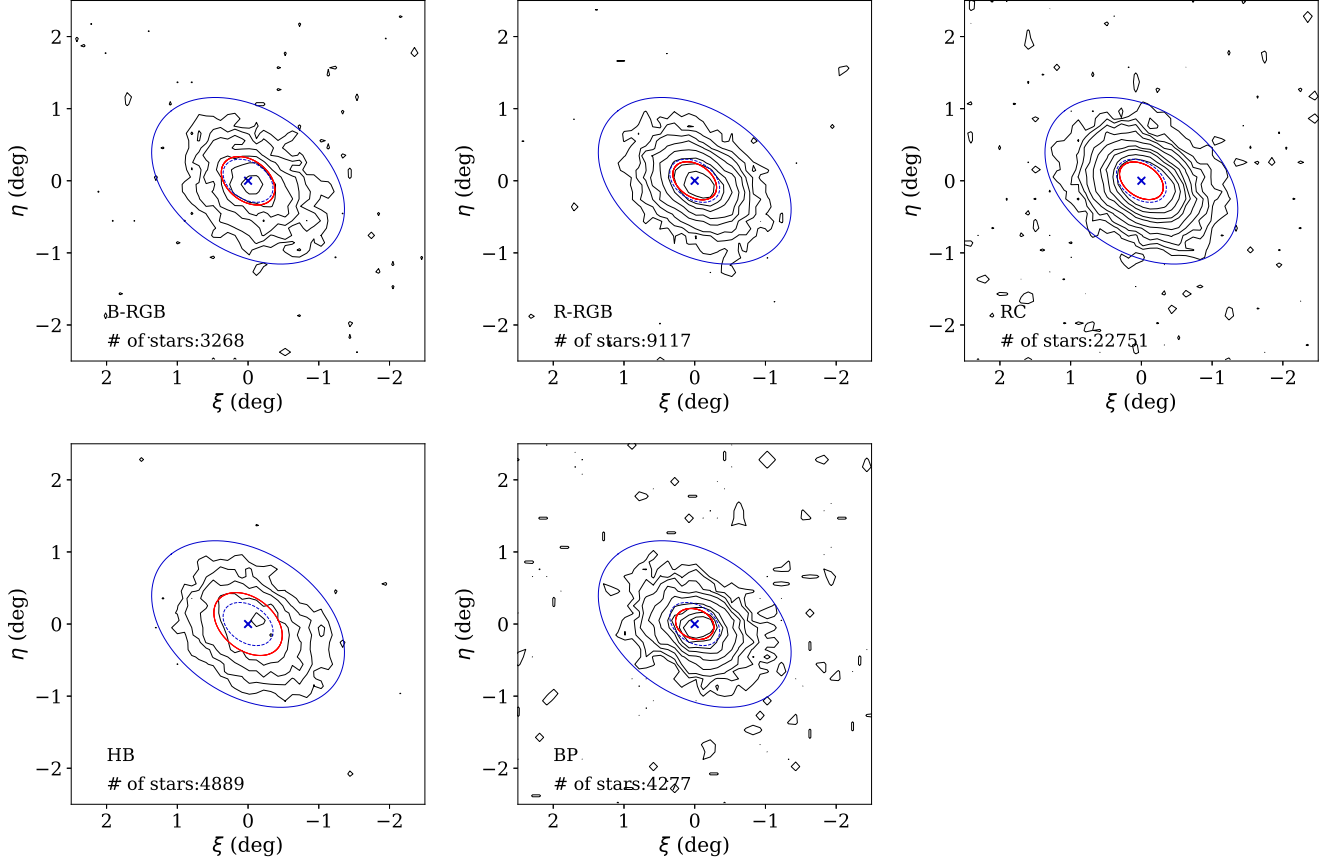 2
1
0
−1
−2
η (deg)
B-RGB
# of stars:3268
2 1 0 −1 −2
ξ (deg)
2
1
0
−1
−2
η (deg)
R-RGB
# of stars:9117
2 1 0 −1 −2
ξ (deg)
2
1
0
−1
−2
η (deg)
RC
# of stars:22751
2 1 0 −1 −2
ξ (deg)
2
1
0
−1
−2
η (deg)
HB
# of stars:4889
2 1 0 −1 −2
ξ (deg)
2
1
0
−1
−2
η (deg)
BP
# of stars:4277
2 1 0 −1 −2
ξ (deg)